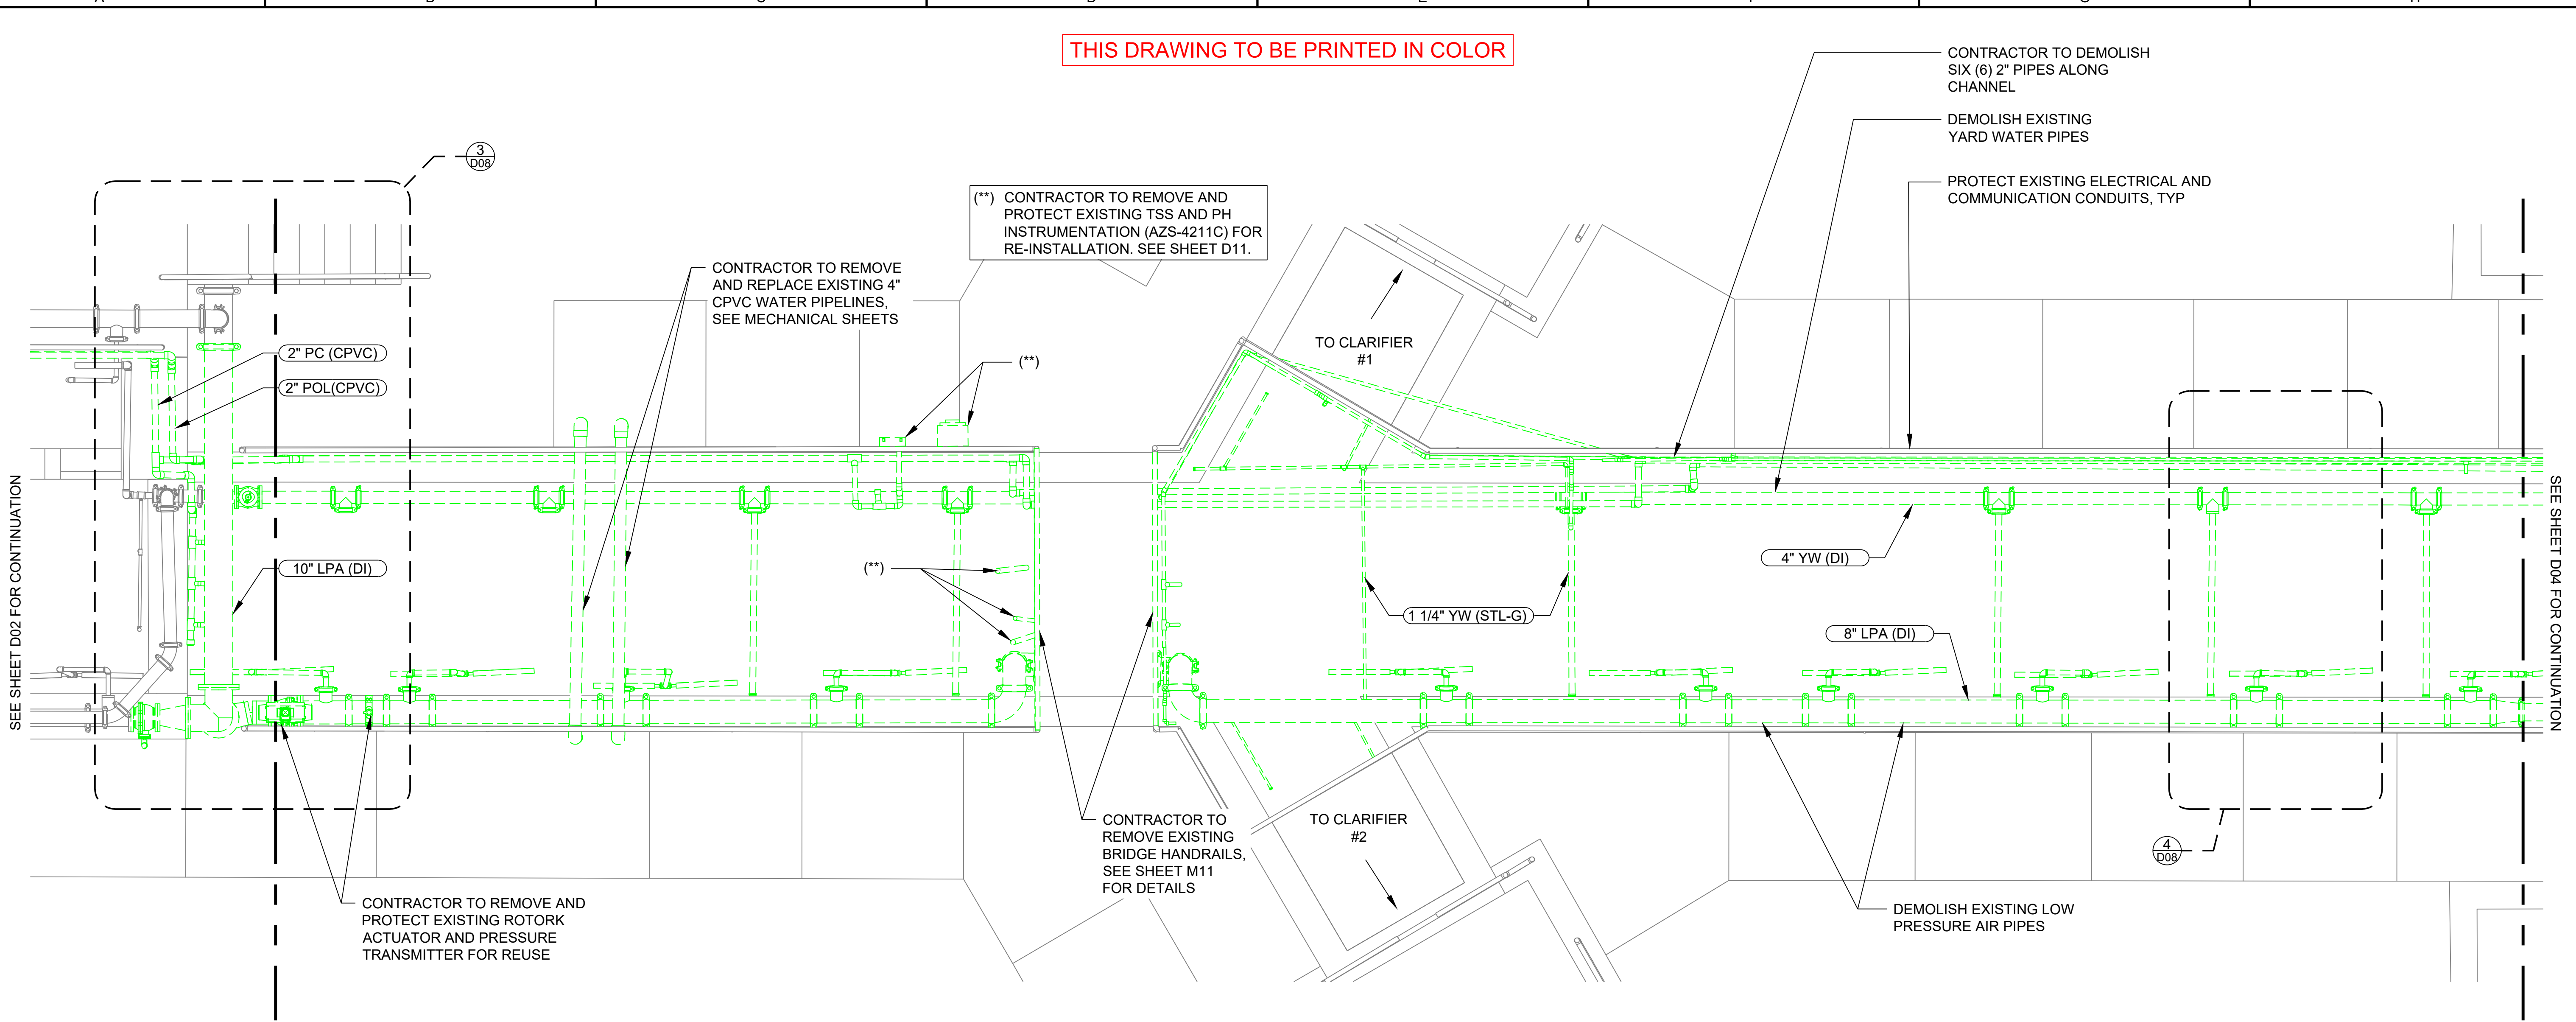 THIS DRAWING TO BE PRINTED IN COLOR
CONTRACTOR TO DEMOLISH
SIX (6) 2" PIPES ALONG
CHANNEL
DEMOLISH EXISTING
YARD WATER PIPES
PROTECT EXISTING ELECTRICAL AND
COMMUNICATION CONDUITS, TYP
3
D08
(**) CONTRACTOR TO REMOVE AND
PROTECT EXISTING TSS AND PH
INSTRUMENTATION (AZS-4211C) FOR
RE-INSTALLATION. SEE SHEET D11.
CONTRACTOR TO REMOVE
AND REPLACE EXISTING 4"
CPVC WATER PIPELINES,
SEE MECHANICAL SHEETS
TO CLARIFIER
#1
2" PC (CPVC)
2" POL(CPVC)
(**)
SEE SHEET D02 FOR CONTINUATION
10" LPA (DI)
(**)
4" YW (DI)
1 1/4" YW (STL-G)
8" LPA (DI)
SEE SHEET D04 FOR CONTINUATION
CONTRACTOR TO
REMOVE EXISTING
BRIDGE HANDRAILS,
SEE SHEET M11
FOR DETAILS
TO CLARIFIER
#2
4
D08
CONTRACTOR TO REMOVE AND
PROTECT EXISTING ROTORK
ACTUATOR AND PRESSURE
TRANSMITTER FOR REUSE
DEMOLISH EXISTING LOW
PRESSURE AIR PIPES